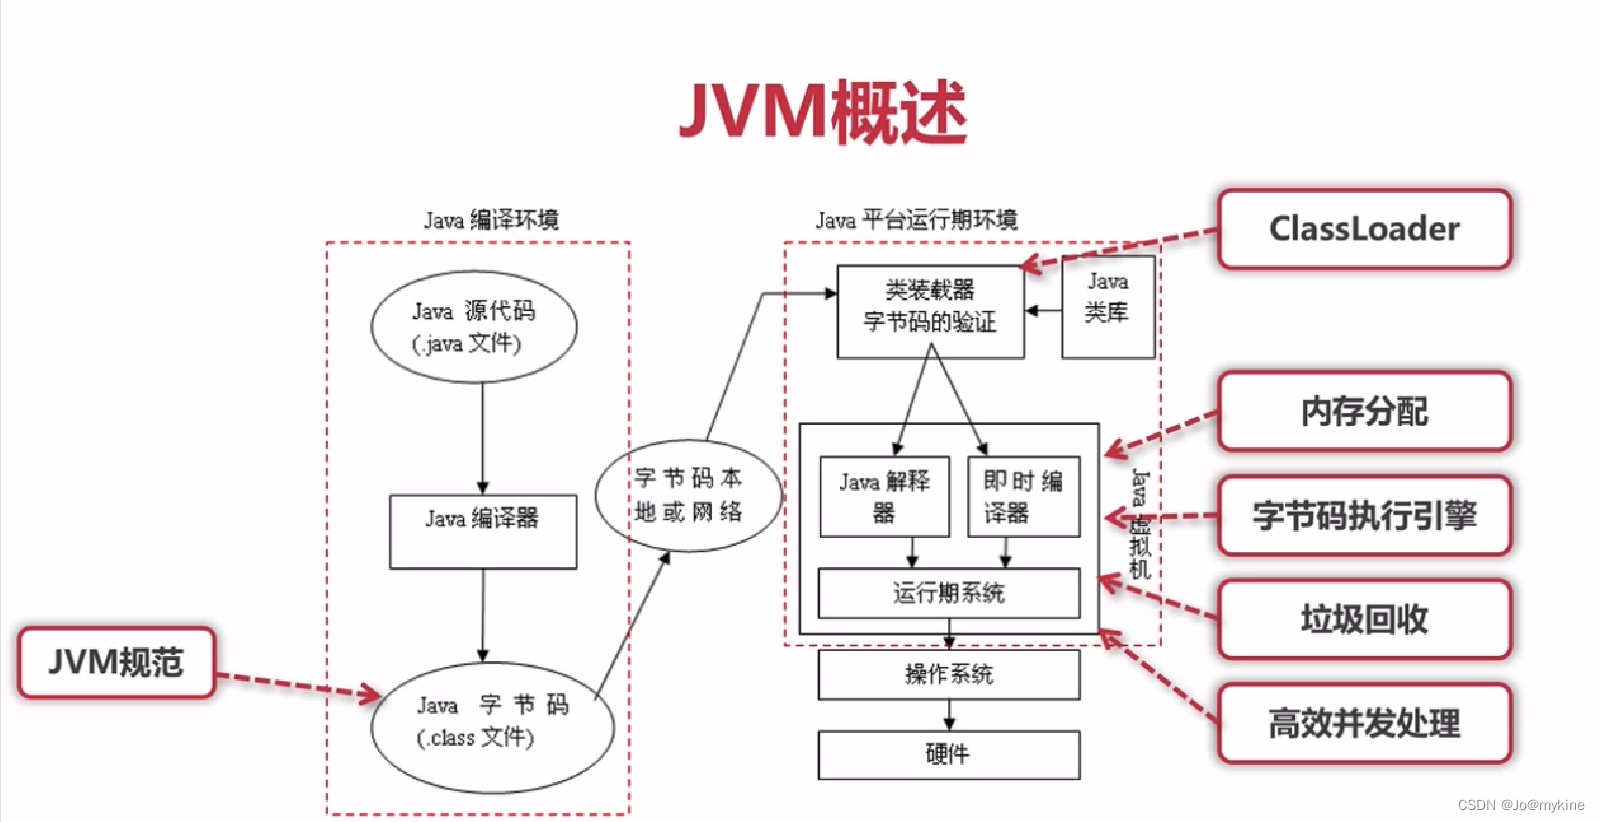 JVM概述
Java 编译环境
Java 源代码
(.java 文件)
Java 编译器
Java 字节码
(.class 文件)
JVM规范
字节码本
地或网络
Java 平台运行期环境
类装载器
字节码的验证
Java
类库
Java 解释
器
即时编
译器
运行期系统
Java 虚拟机
操作系统
硬件
ClassLoader
内存分配
字节码执行引擎
垃圾回收
高效并发处理
CSDN @Jo@mykine